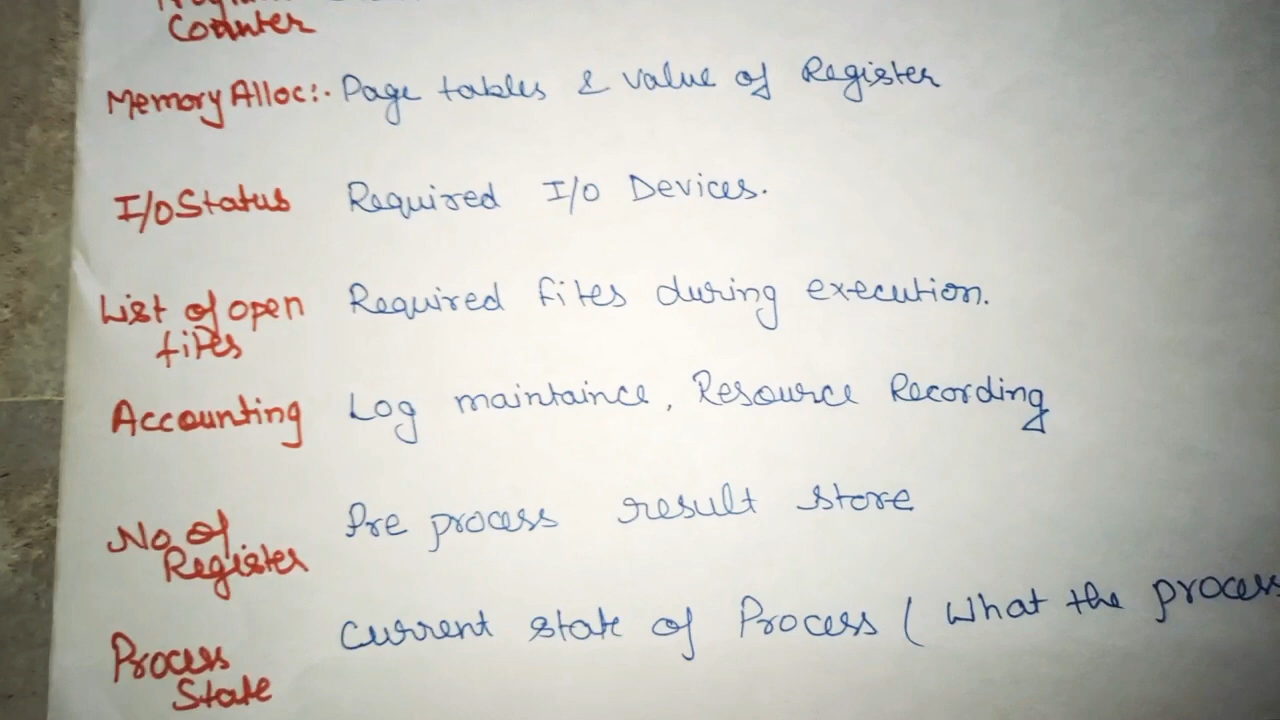 Counter
Memory Alloc:. Page tables & value of Register
I/O Status Required I/O Devices.
List of open Required files during execution.
files
Accounting Log maintaince, Resource Recording
No of Pre process result store
Register
Process Current state of Process ( What the process
State